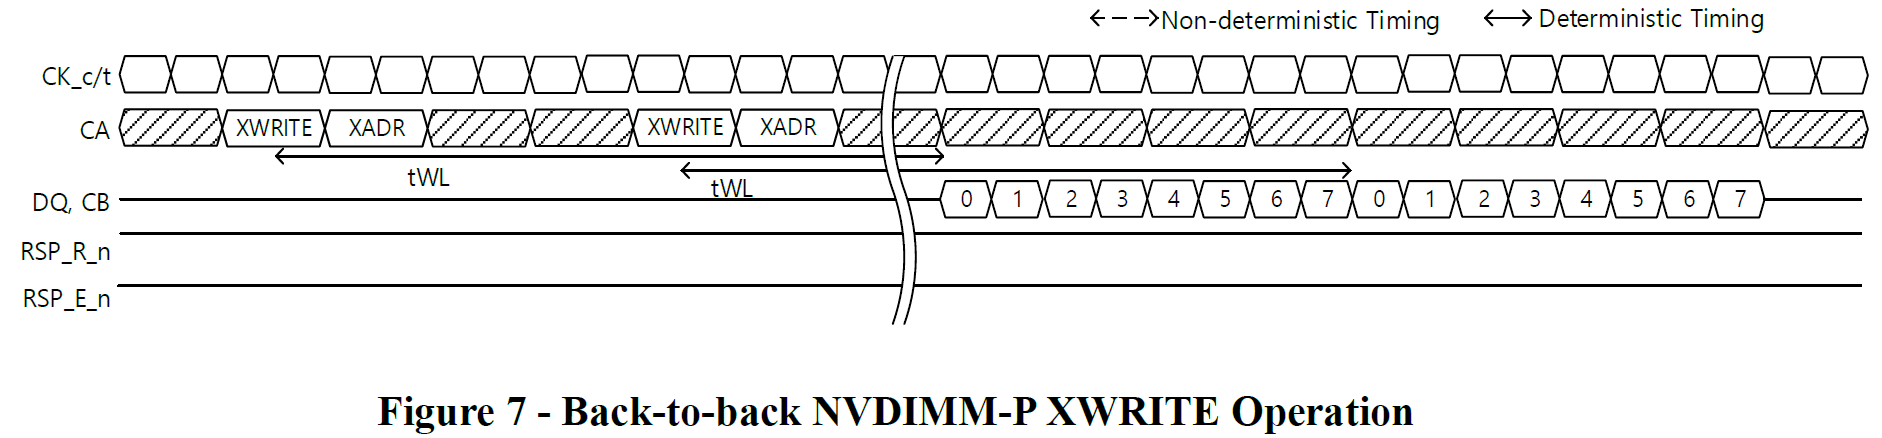 Non-deterministic Timing Deterministic Timing
CK_c/t
CA XWRITE XADR XWRITE XADR
tWL
tWL
DQ, CB 0 1 2 3 4 5 6 7 0 1 2 3 4 5 6 7
RSP_R_n
RSP_E_n
Figure 7 - Back-to-back NVDIMM-P XWRITE Operation